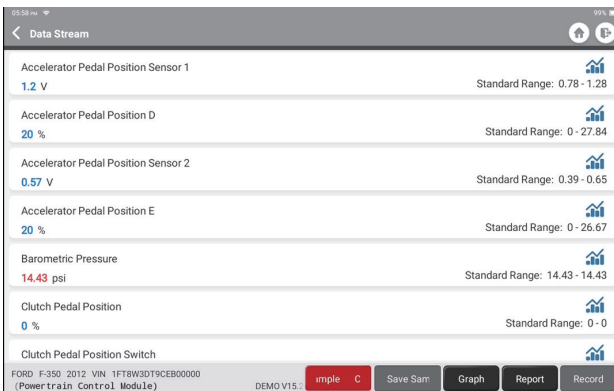 05:58 PM 99%
Data Stream
Accelerator Pedal Position Sensor 1
1.2 V Standard Range: 0.78 - 1.28
Accelerator Pedal Position D
20 % Standard Range: 0 - 27.84
Accelerator Pedal Position Sensor 2
0.57 V Standard Range: 0.39 - 0.65
Accelerator Pedal Position E
20 % Standard Range: 0 - 26.67
Barometric Pressure
14.43 psi Standard Range: 14.43 - 14.43
Clutch Pedal Position
0 % Standard Range: 0 - 0
Clutch Pedal Position Switch
FORD F-350 2012 VIN 1FT8W3DT9CEB00000
(Powertrain Control Module) DEMO V15.2 imple C Save Sam Graph Report Record